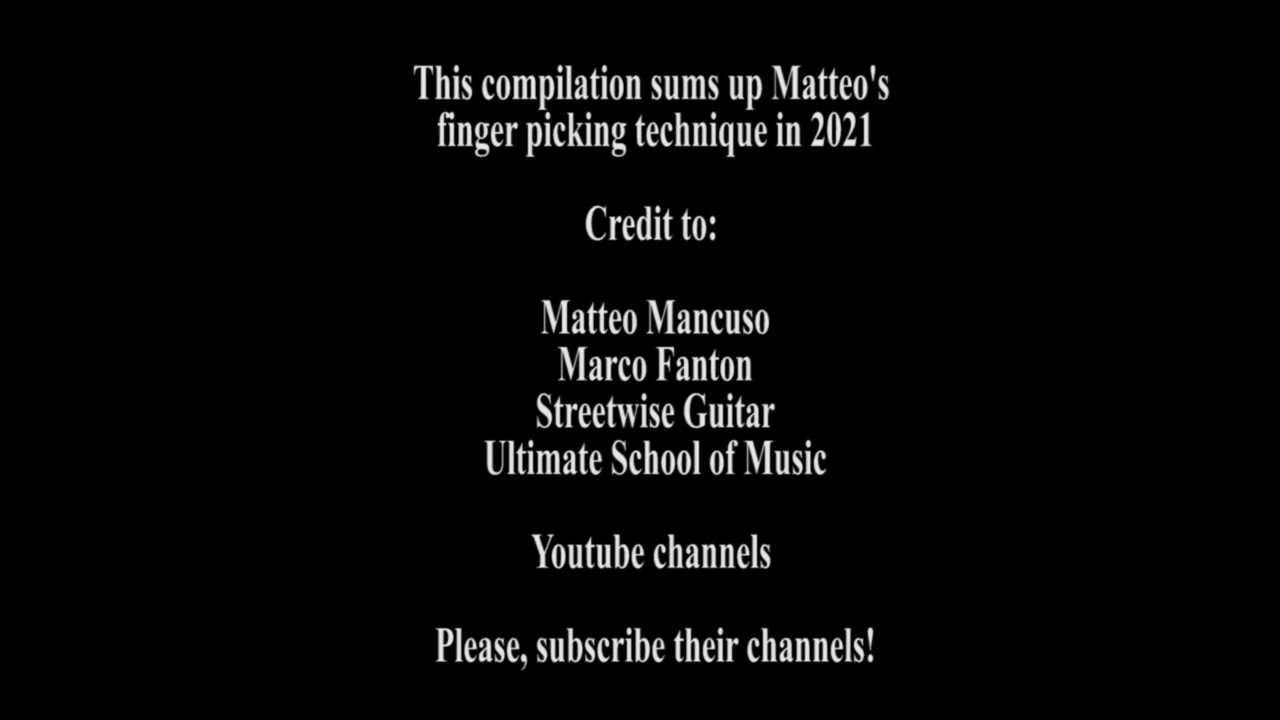 This compilation sums up Matteo's
finger picking technique in 2021
Credit to:
Matteo Mancuso
Marco Fanton
Streetwise Guitar
Ultimate School of Music
Youtube channels
Please, subscribe their channels!